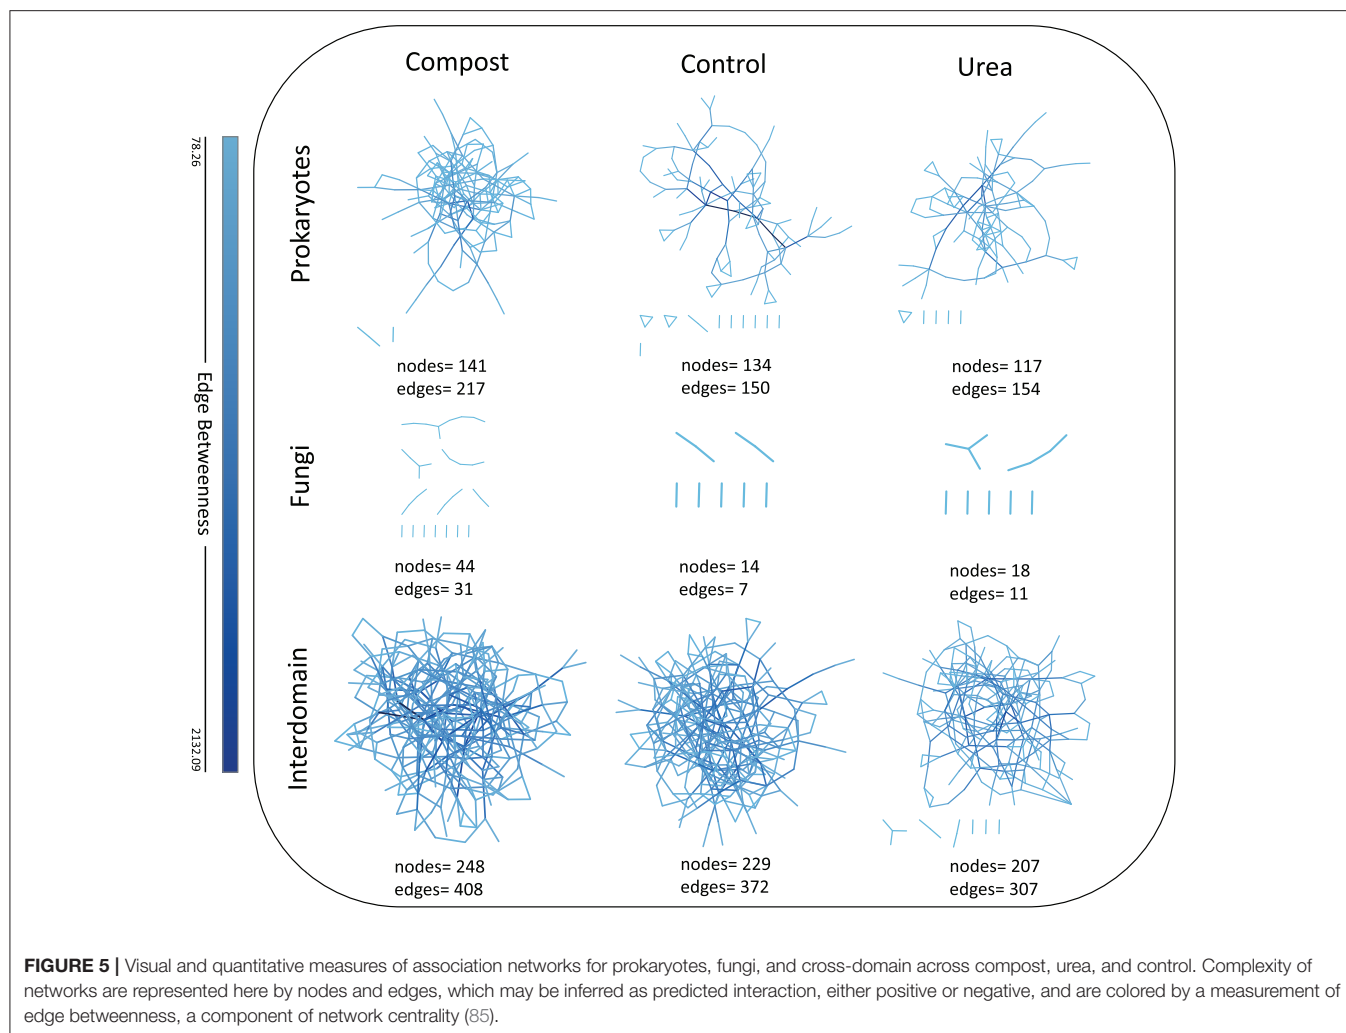 Compost
Control
Urea
78.26
Edge Betweenness
2132.09
Prokaryotes
nodes= 141
edges= 217
nodes= 134
edges= 150
nodes= 117
edges= 154
Fungi
nodes= 44
edges= 31
nodes= 14
edges= 7
nodes= 18
edges= 11
Interdomain
nodes= 248
edges= 408
nodes= 229
edges= 372
nodes= 207
edges= 307
FIGURE 5 | Visual and quantitative measures of association networks for prokaryotes, fungi, and cross-domain across compost, urea, and control. Complexity of
networks are represented here by nodes and edges, which may be inferred as predicted interaction, either positive or negative, and are colored by a measurement of
edge betweenness, a component of network centrality (85).